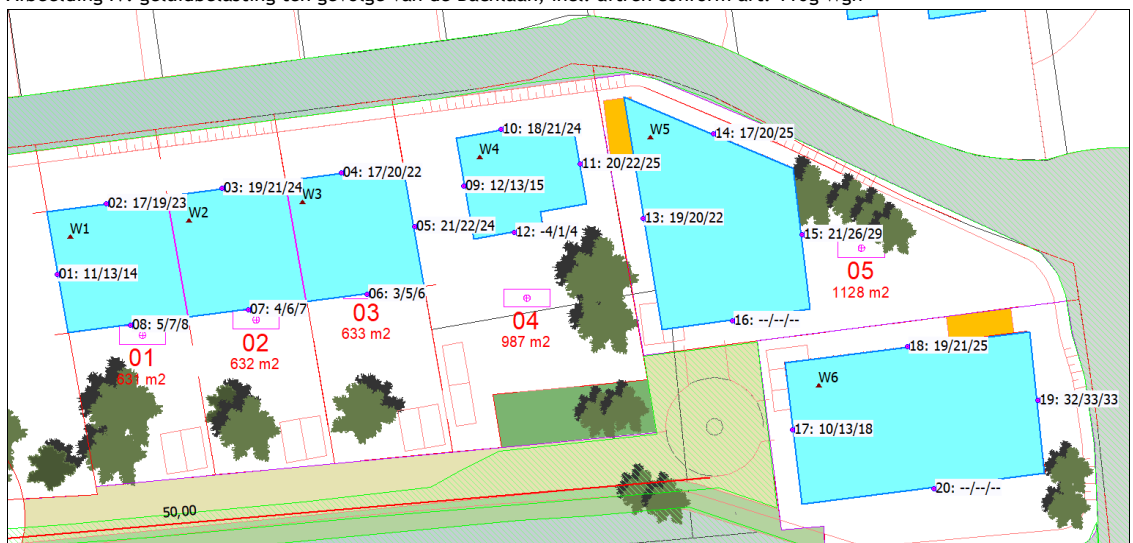 10: 18/21/24
W5
14: 17/20/25
W4
11: 20/22/25
04: 17/20/22
03: 19/21/24
W3
09: 12/13/15
02: 17/19/23
W2
13: 19/20/22
W1
05: 21/22/24
12: -4/1/4
15: 21/26/29
01: 11/13/14
05
1128 m2
06: 3/5/6
07: 4/6/7
03
633 m2
04
987 m2
16: --/--/--
08: 5/7/8
01
631 m2
02
632 m2
18: 19/21/25
W6
19: 32/33/33
17: 10/13/18
20: --/--/--
50,00